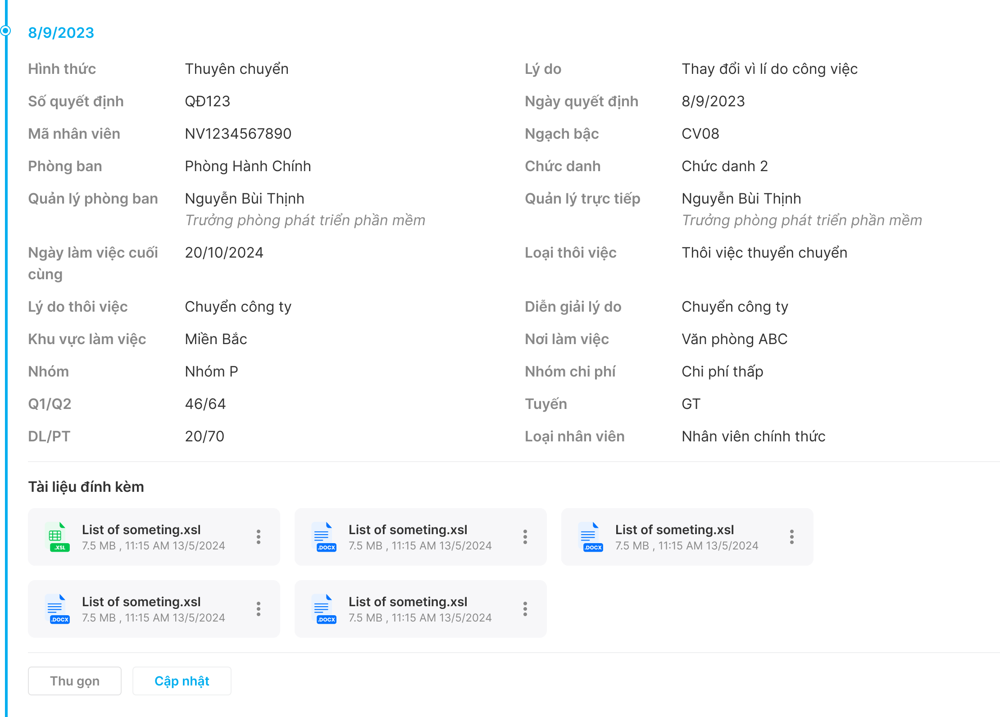 8/9/2023
Hình thức Thuyên chuyển Lý do Thay đổi vì lí do công việc
Số quyết định QĐ123 Ngày quyết định 8/9/2023
Mã nhân viên NV1234567890 Ngạch bậc CV08
Phòng ban Phòng Hành Chính Chức danh Chức danh 2
Quản lý phòng ban Nguyễn Bùi Thịnh Quản lý trực tiếp Nguyễn Bùi Thịnh
Trưởng phòng phát triển phần mềm Trưởng phòng phát triển phần mềm
Ngày làm việc cuối 20/10/2024 Loại thôi việc Thôi việc thuyển chuyển
cùng
Lý do thôi việc Chuyển công ty Diễn giải lý do Chuyển công ty
Khu vực làm việc Miền Bắc Nơi làm việc Văn phòng ABC
Nhóm Nhóm P Nhóm chi phí Chi phí thấp
Q1/Q2 46/64 Tuyến GT
DL/PT 20/70 Loại nhân viên Nhân viên chính thức
Tài liệu đính kèm
List of someting.xsl List of someting.xsl List of someting.xsl
.XSL 7.5 MB , 11:15 AM 13/5/2024 .DOCX 7.5 MB , 11:15 AM 13/5/2024 .DOCX 7.5 MB , 11:15 AM 13/5/2024
List of someting.xsl List of someting.xsl
.DOCX 7.5 MB , 11:15 AM 13/5/2024 .DOCX 7.5 MB , 11:15 AM 13/5/2024
Thu gọn Cập nhật